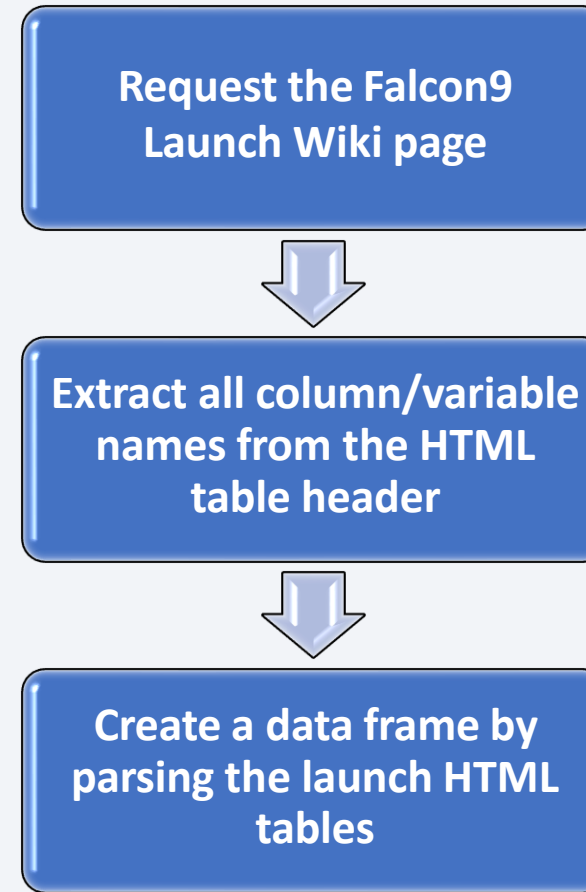 Request the Falcon9
Launch Wiki page
Extract all column/variable
names from the HTML
table header
Create a data frame by
parsing the launch HTML
tables